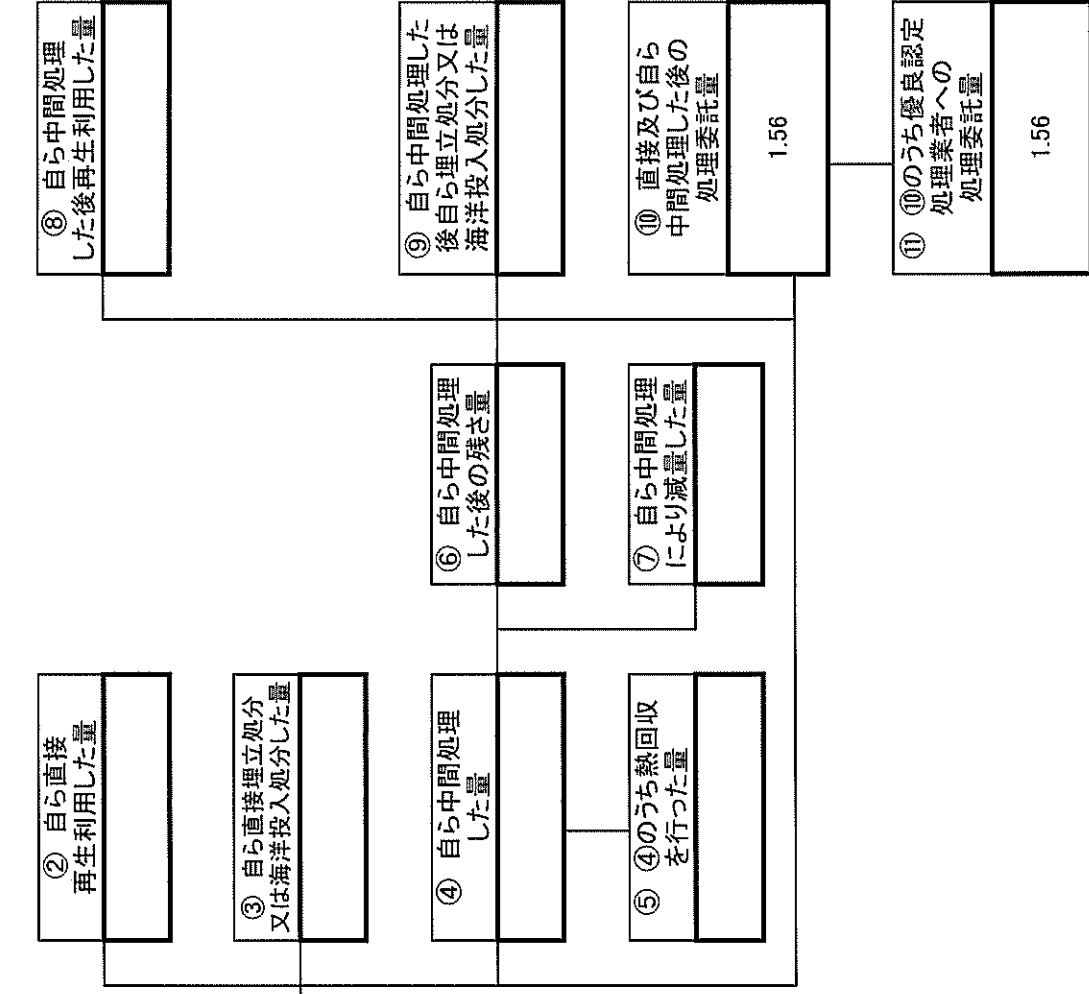 ② 自ら直接
再生利用した量
③ 自ら直接埋立処分
又は海洋投入処分した量
④ 自ら中間処理
した量
⑤ ④のうち熱回収
を行った量
⑥ 自ら中間処理
した後の残さ量
⑦ 自ら中間処理
により減量した量
⑧ 自ら中間処理
した後再生利用した量
⑨ 自ら中間処理した
後自ら埋立処分又は
海洋投入処分した量
⑩ 直接及び自ら
中間処理した後の
処理委託量
1.56
⑪ ⑩のうち優良認定
処理業者への
処理委託量
1.56